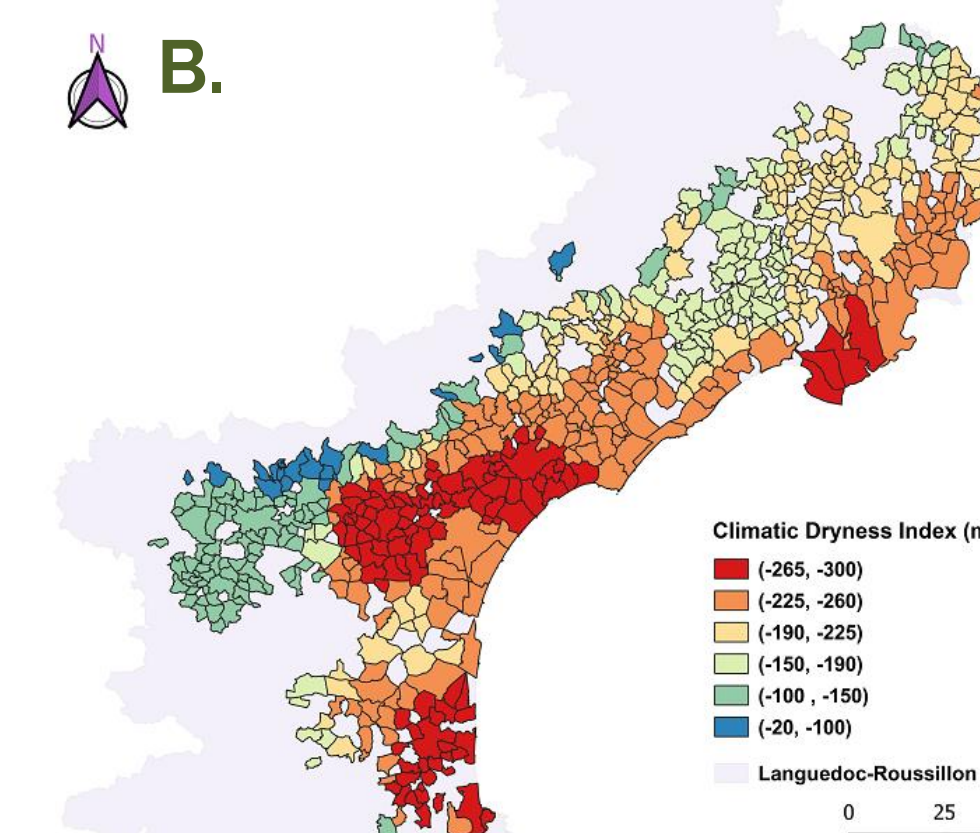 N
B.
Climatic Dryness Index (n
(-265, -300)
(-225, -260)
(-190, -225)
(-150, -190)
(-100 , -150)
(-20, -100)
Languedoc-Roussillon
0 25